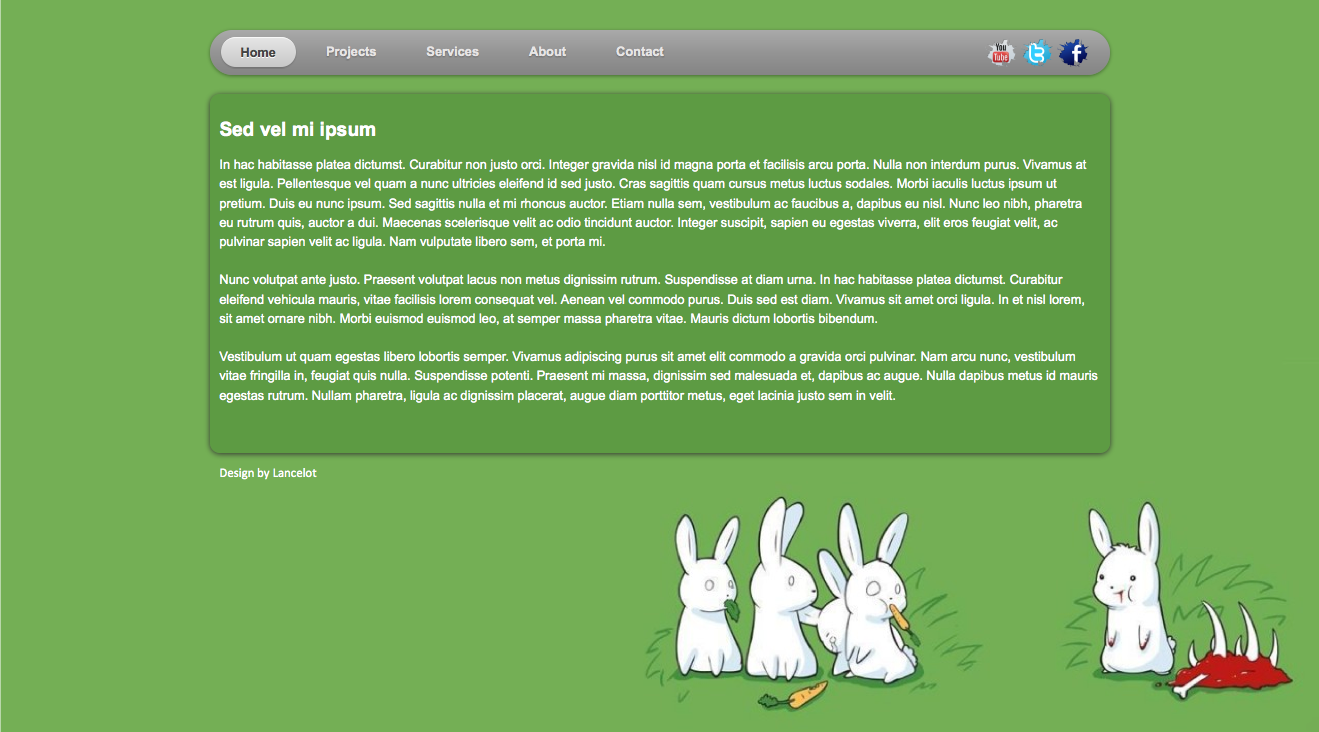 Home Projects Services About Contact You Tube t f
Sed vel mi ipsum
In hac habitasse platea dictumst. Curabitur non justo orci. Integer gravida nisl id magna porta et facilisis arcu porta. Nulla non interdum purus. Vivamus at
est ligula. Pellentesque vel quam a nunc ultricies eleifend id sed justo. Cras sagittis quam cursus metus luctus sodales. Morbi iaculis luctus ipsum ut
pretium. Duis eu nunc ipsum. Sed sagittis nulla et mi rhoncus auctor. Etiam nulla sem, vestibulum ac faucibus a, dapibus eu nisl. Nunc leo nibh, pharetra
eu rutrum quis, auctor a dui. Maecenas scelerisque velit ac odio tincidunt auctor. Integer suscipit, sapien eu egestas viverra, elit eros feugiat velit, ac
pulvinar sapien velit ac ligula. Nam vulputate libero sem, et porta mi.
Nunc volutpat ante justo. Praesent volutpat lacus non metus dignissim rutrum. Suspendisse at diam urna. In hac habitasse platea dictumst. Curabitur
eleifend vehicula mauris, vitae facilisis lorem consequat vel. Aenean vel commodo purus. Duis sed est diam. Vivamus sit amet orci ligula. In et nisl lorem,
sit amet ornare nibh. Morbi euismod euismod leo, at semper massa pharetra vitae. Mauris dictum lobortis bibendum.
Vestibulum ut quam egestas libero lobortis semper. Vivamus adipiscing purus sit amet elit commodo a gravida orci pulvinar. Nam arcu nunc, vestibulum
vitae fringilla in, feugiat quis nulla. Suspendisse potenti. Praesent mi massa, dignissim sed malesuada et, dapibus ac augue. Nulla dapibus metus id mauris
egestas rutrum. Nullam pharetra, ligula ac dignissim placerat, augue diam porttitor metus, eget lacinia justo sem in velit.
Design by Lancelot